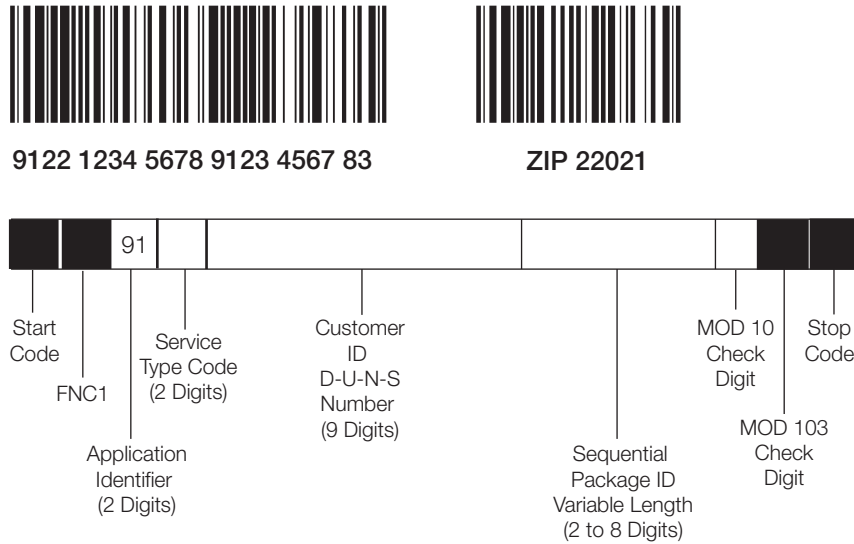 9122 1234 5678 9123 4567 83
ZIP 22021
91
Start
Code
FNC1
Application
Identifier
(2 Digits)
Service
Type Code
(2 Digits)
Customer
ID
D-U-N-S
Number
(9 Digits)
Sequential
Package ID
Variable Length
(2 to 8 Digits)
MOD 10
Check
Digit
MOD 103
Check
Digit
Stop
Code